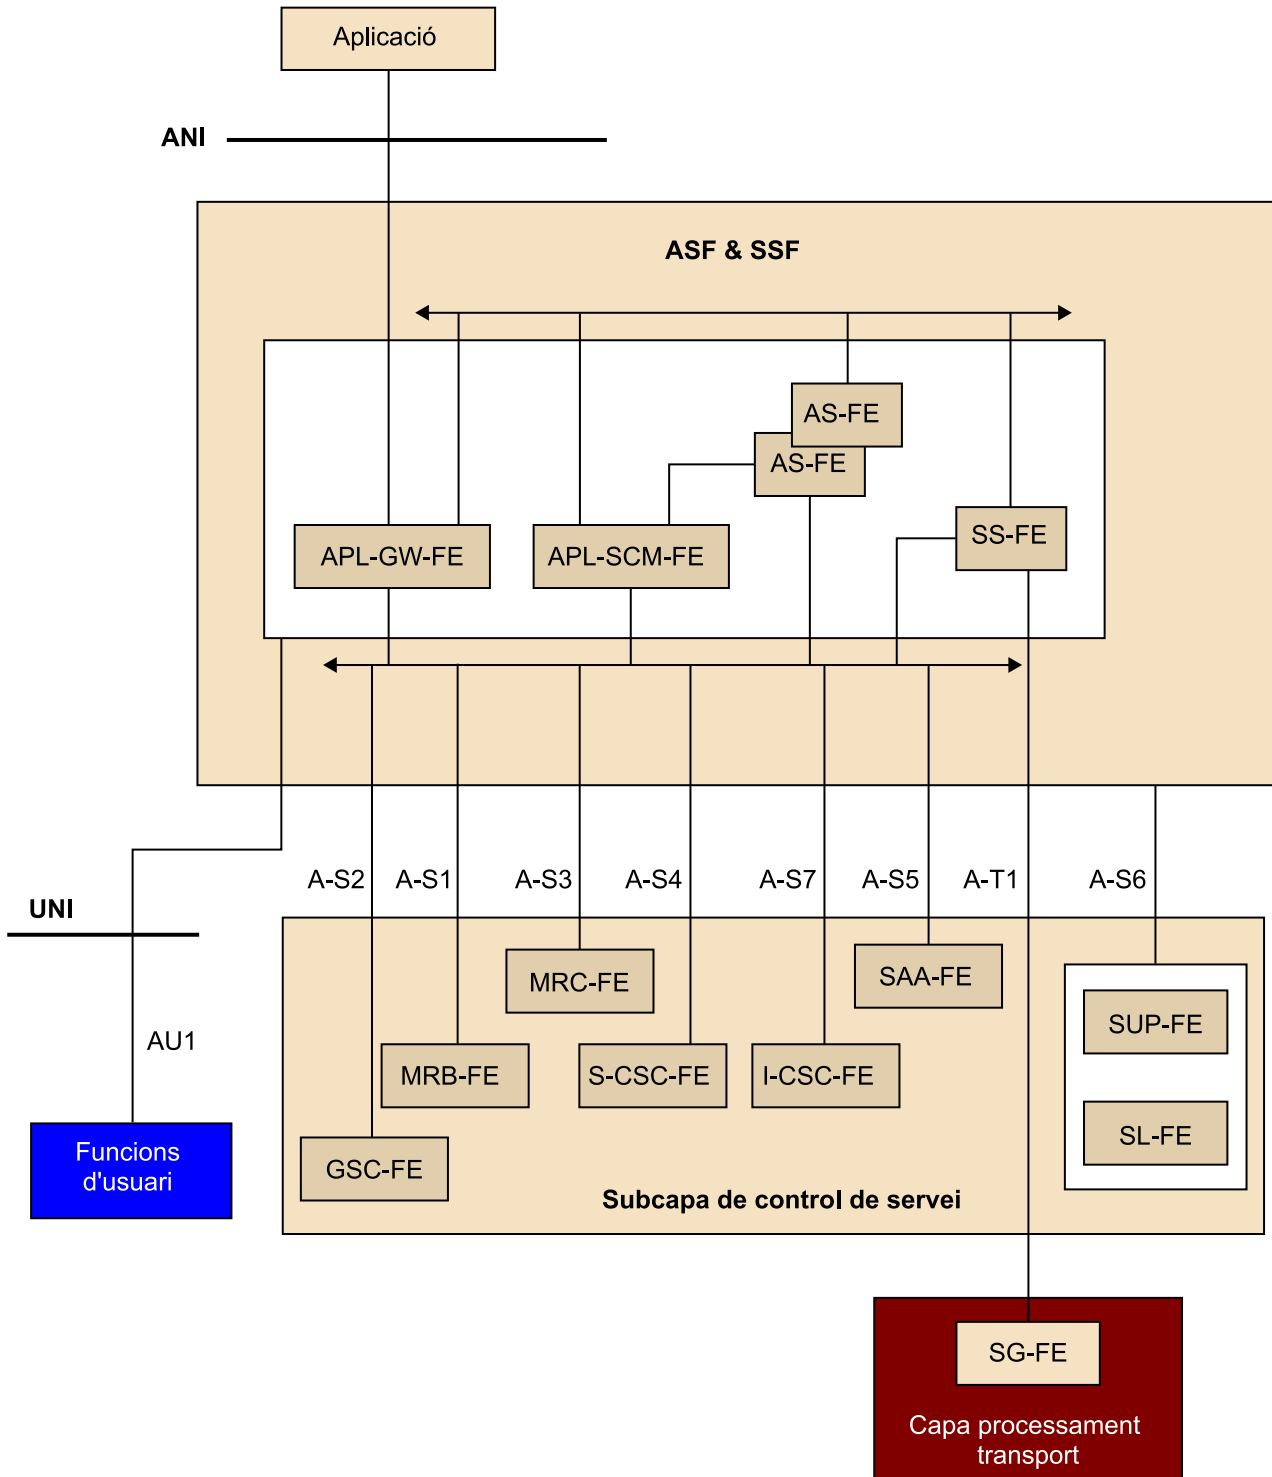 Aplicació
ANI
ASF & SSF
AS-FE
AS-FE
SS-FE
APL-GW-FE
APL-SCM-FE
A-S2
A-S1
A-S3
A-S4
A-S7
A-S5
A-T1
A-S6
UNI
MRC-FE
SAA-FE
SUP-FE
AU1
MRB-FE
S-CSC-FE
I-CSC-FE
SL-FE
Funcions
d'usuari
GSC-FE
Subcapa de control de servei
SG-FE
Capa processament
transport